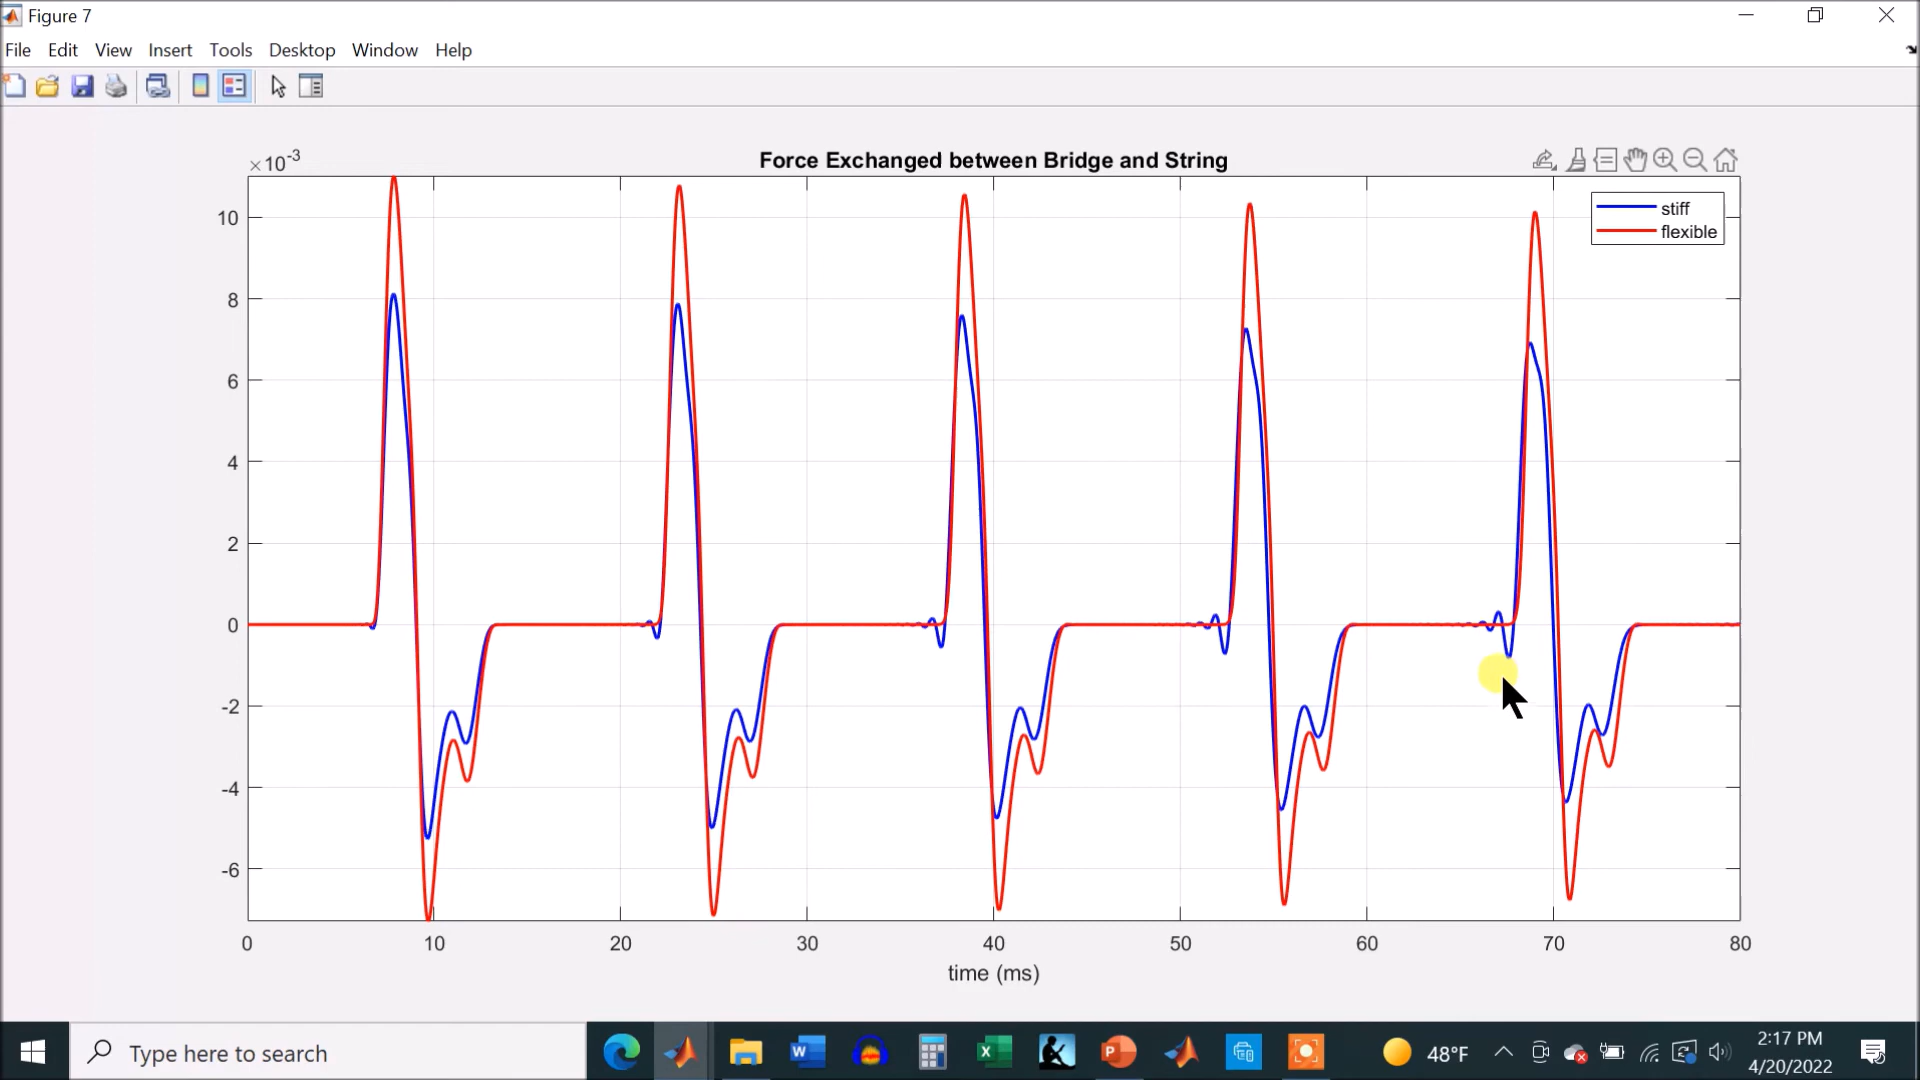 Figure 7
File Edit View Insert Tools Desktop Window Help
×10-3
Force Exchanged between Bridge and String
stiff
flexible
10
8
6
4
2
0
-2
-4
-6
0 10 20 30 40 50 60 70 80
time (ms)
Type here to search
48°F
2:17 PM
4/20/2022